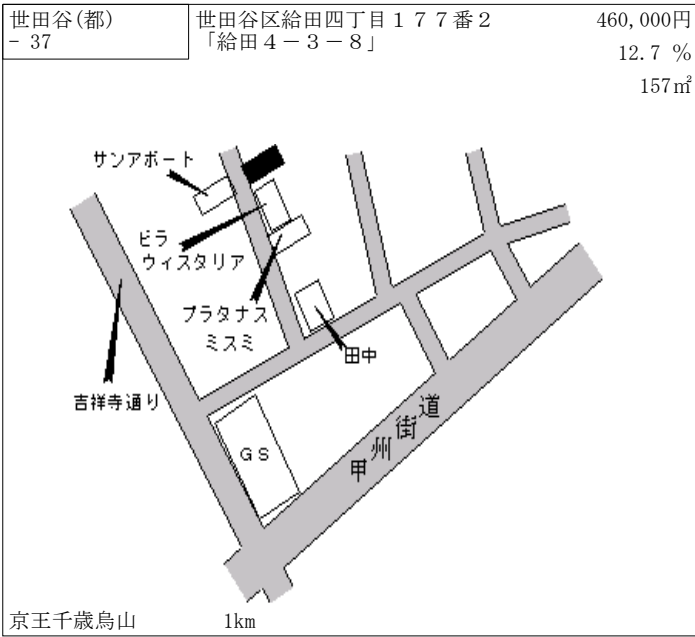 世田谷(都)
- 37
世田谷区給田四丁目１７７番２
「給田４－３－８」
460,000円
12.7 %
157㎡
サンアボート
ビラ
ウィスタリア
プラタナス
ミスミ
田中
吉祥寺通り
ＧＳ
甲州街道
京王千歳烏山
1km